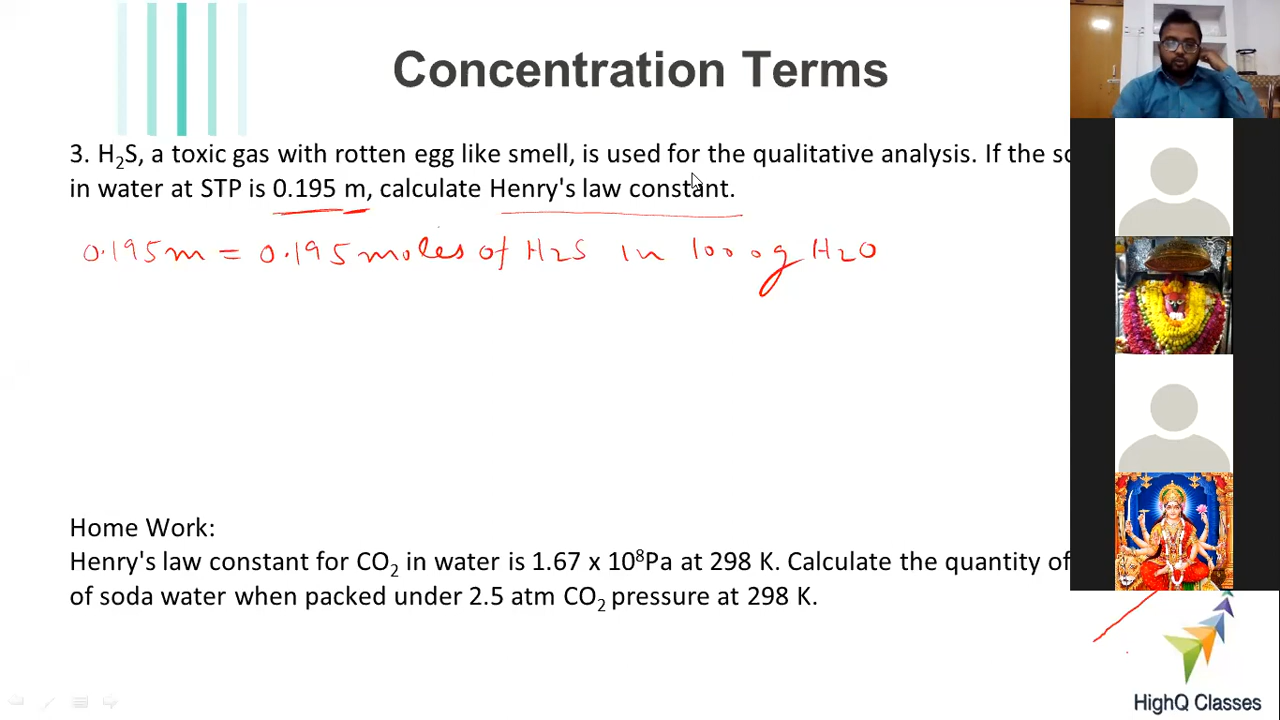 Concentration Terms
3. H₂S, a toxic gas with rotten egg like smell, is used for the qualitative analysis. If the
in water at STP is 0.195 m, calculate Henry's law constant.
0.195m = 0.195 moles of H₂S in 1000g H₂O
Home Work:
Henry's law constant for CO₂ in water is 1.67 x 10⁸Pa at 298 K. Calculate the quantity of
of soda water when packed under 2.5 atm CO₂ pressure at 298 K.
HighQ Classes